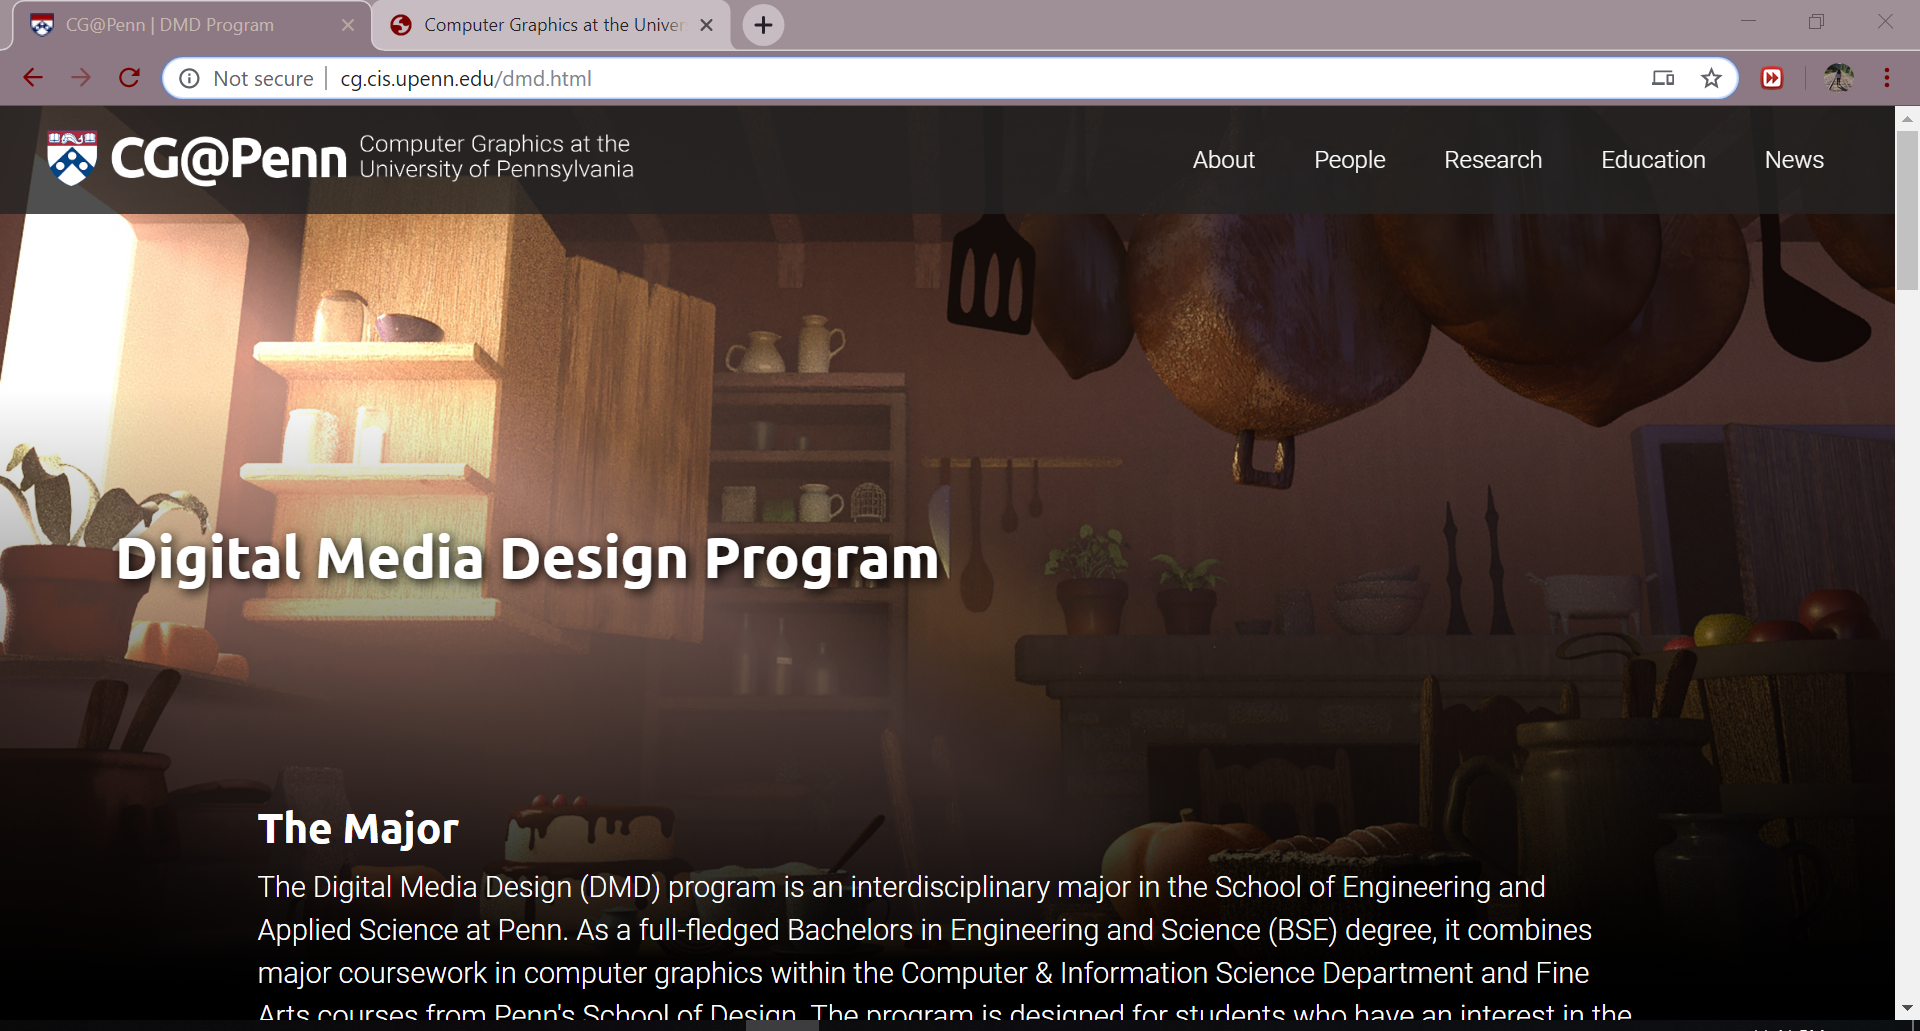 CG@Penn | DMD Program
Computer Graphics at the Univer
Not secure
cg.cis.upenn.edu/dmd.html
CG@Penn
Computer Graphics at the
University of Pennsylvania
About
People
Research
Education
News
Digital Media Design Program
The Major
The Digital Media Design (DMD) program is an interdisciplinary major in the School of Engineering and
Applied Science at Penn. As a full-fledged Bachelors in Engineering and Science (BSE) degree, it combines
major coursework in computer graphics within the Computer & Information Science Department and Fine
Arts courses from Penn's School of Design. The program is designed for students who have an interest in the